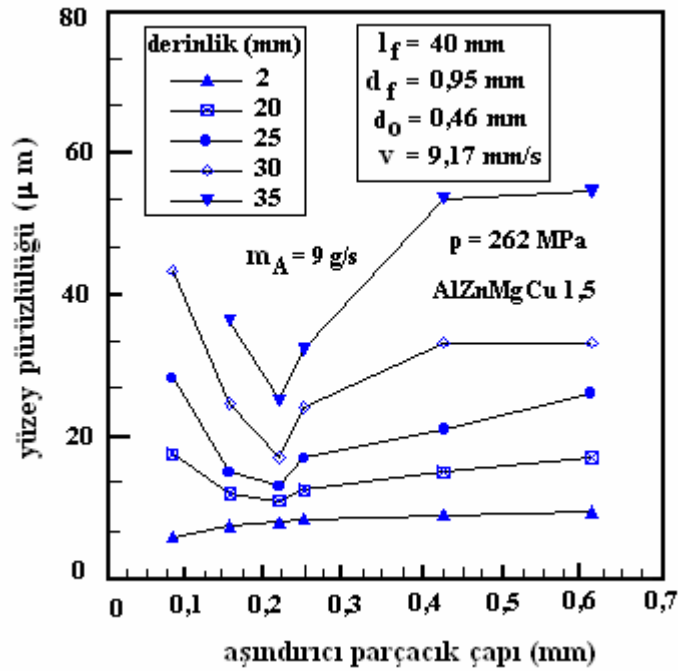 80
60
40
20
0
yüzey pürüzlülüğü (μm)
derinlik (mm)
2
20
25
30
35
l_f = 40 mm
d_f = 0,95 mm
d_o = 0,46 mm
v = 9,17 mm/s
m_A = 9 g/s
p = 262 MPa
AlZnMgCu 1,5
0 0,1 0,2 0,3 0,4 0,5 0,6 0,7
aşındırıcı parçacık çapı (mm)